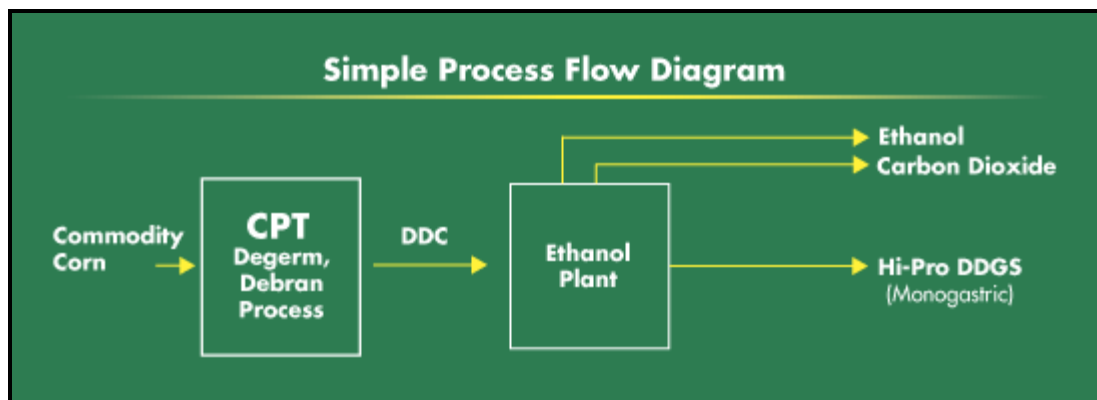 Simple Process Flow Diagram
Commodity
Corn
CPT
Degerm,
Debran
Process
DDC
Ethanol
Plant
Ethanol
Carbon Dioxide
Hi-Pro DDGS
(Monogastric)